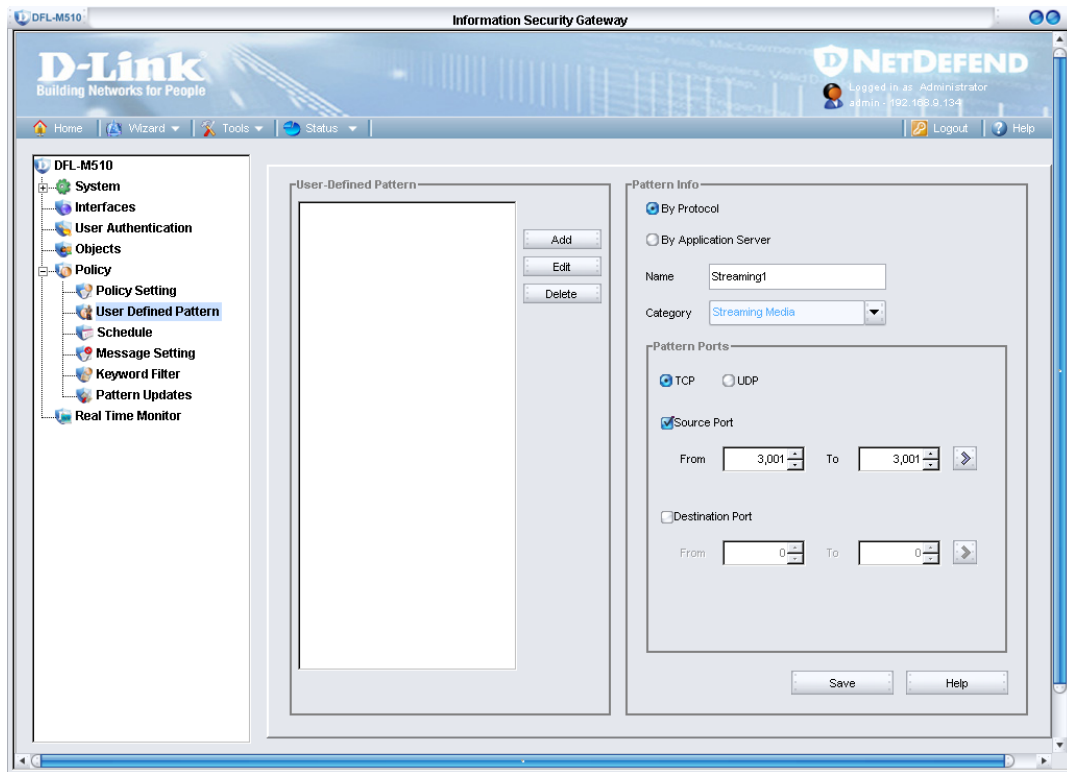 DFL-M510
Information Security Gateway
D-Link
Building Networks for People
NETDEFEND
Logged in as Administrator
admin - 192.168.9.134
Home
Wizard
Tools
Status
Logout
Help
DFL-M510
System
Interfaces
User Authentication
Objects
Policy
Policy Setting
User Defined Pattern
Schedule
Message Setting
Keyword Filter
Pattern Updates
Real Time Monitor
User-Defined Pattern
Add
Edit
Delete
Pattern Info
By Protocol
By Application Server
Name Streaming1
Category Streaming Media
Pattern Ports
TCP UDP
Source Port
From 3,001 To 3,001
Destination Port
From 0 To 0
Save Help